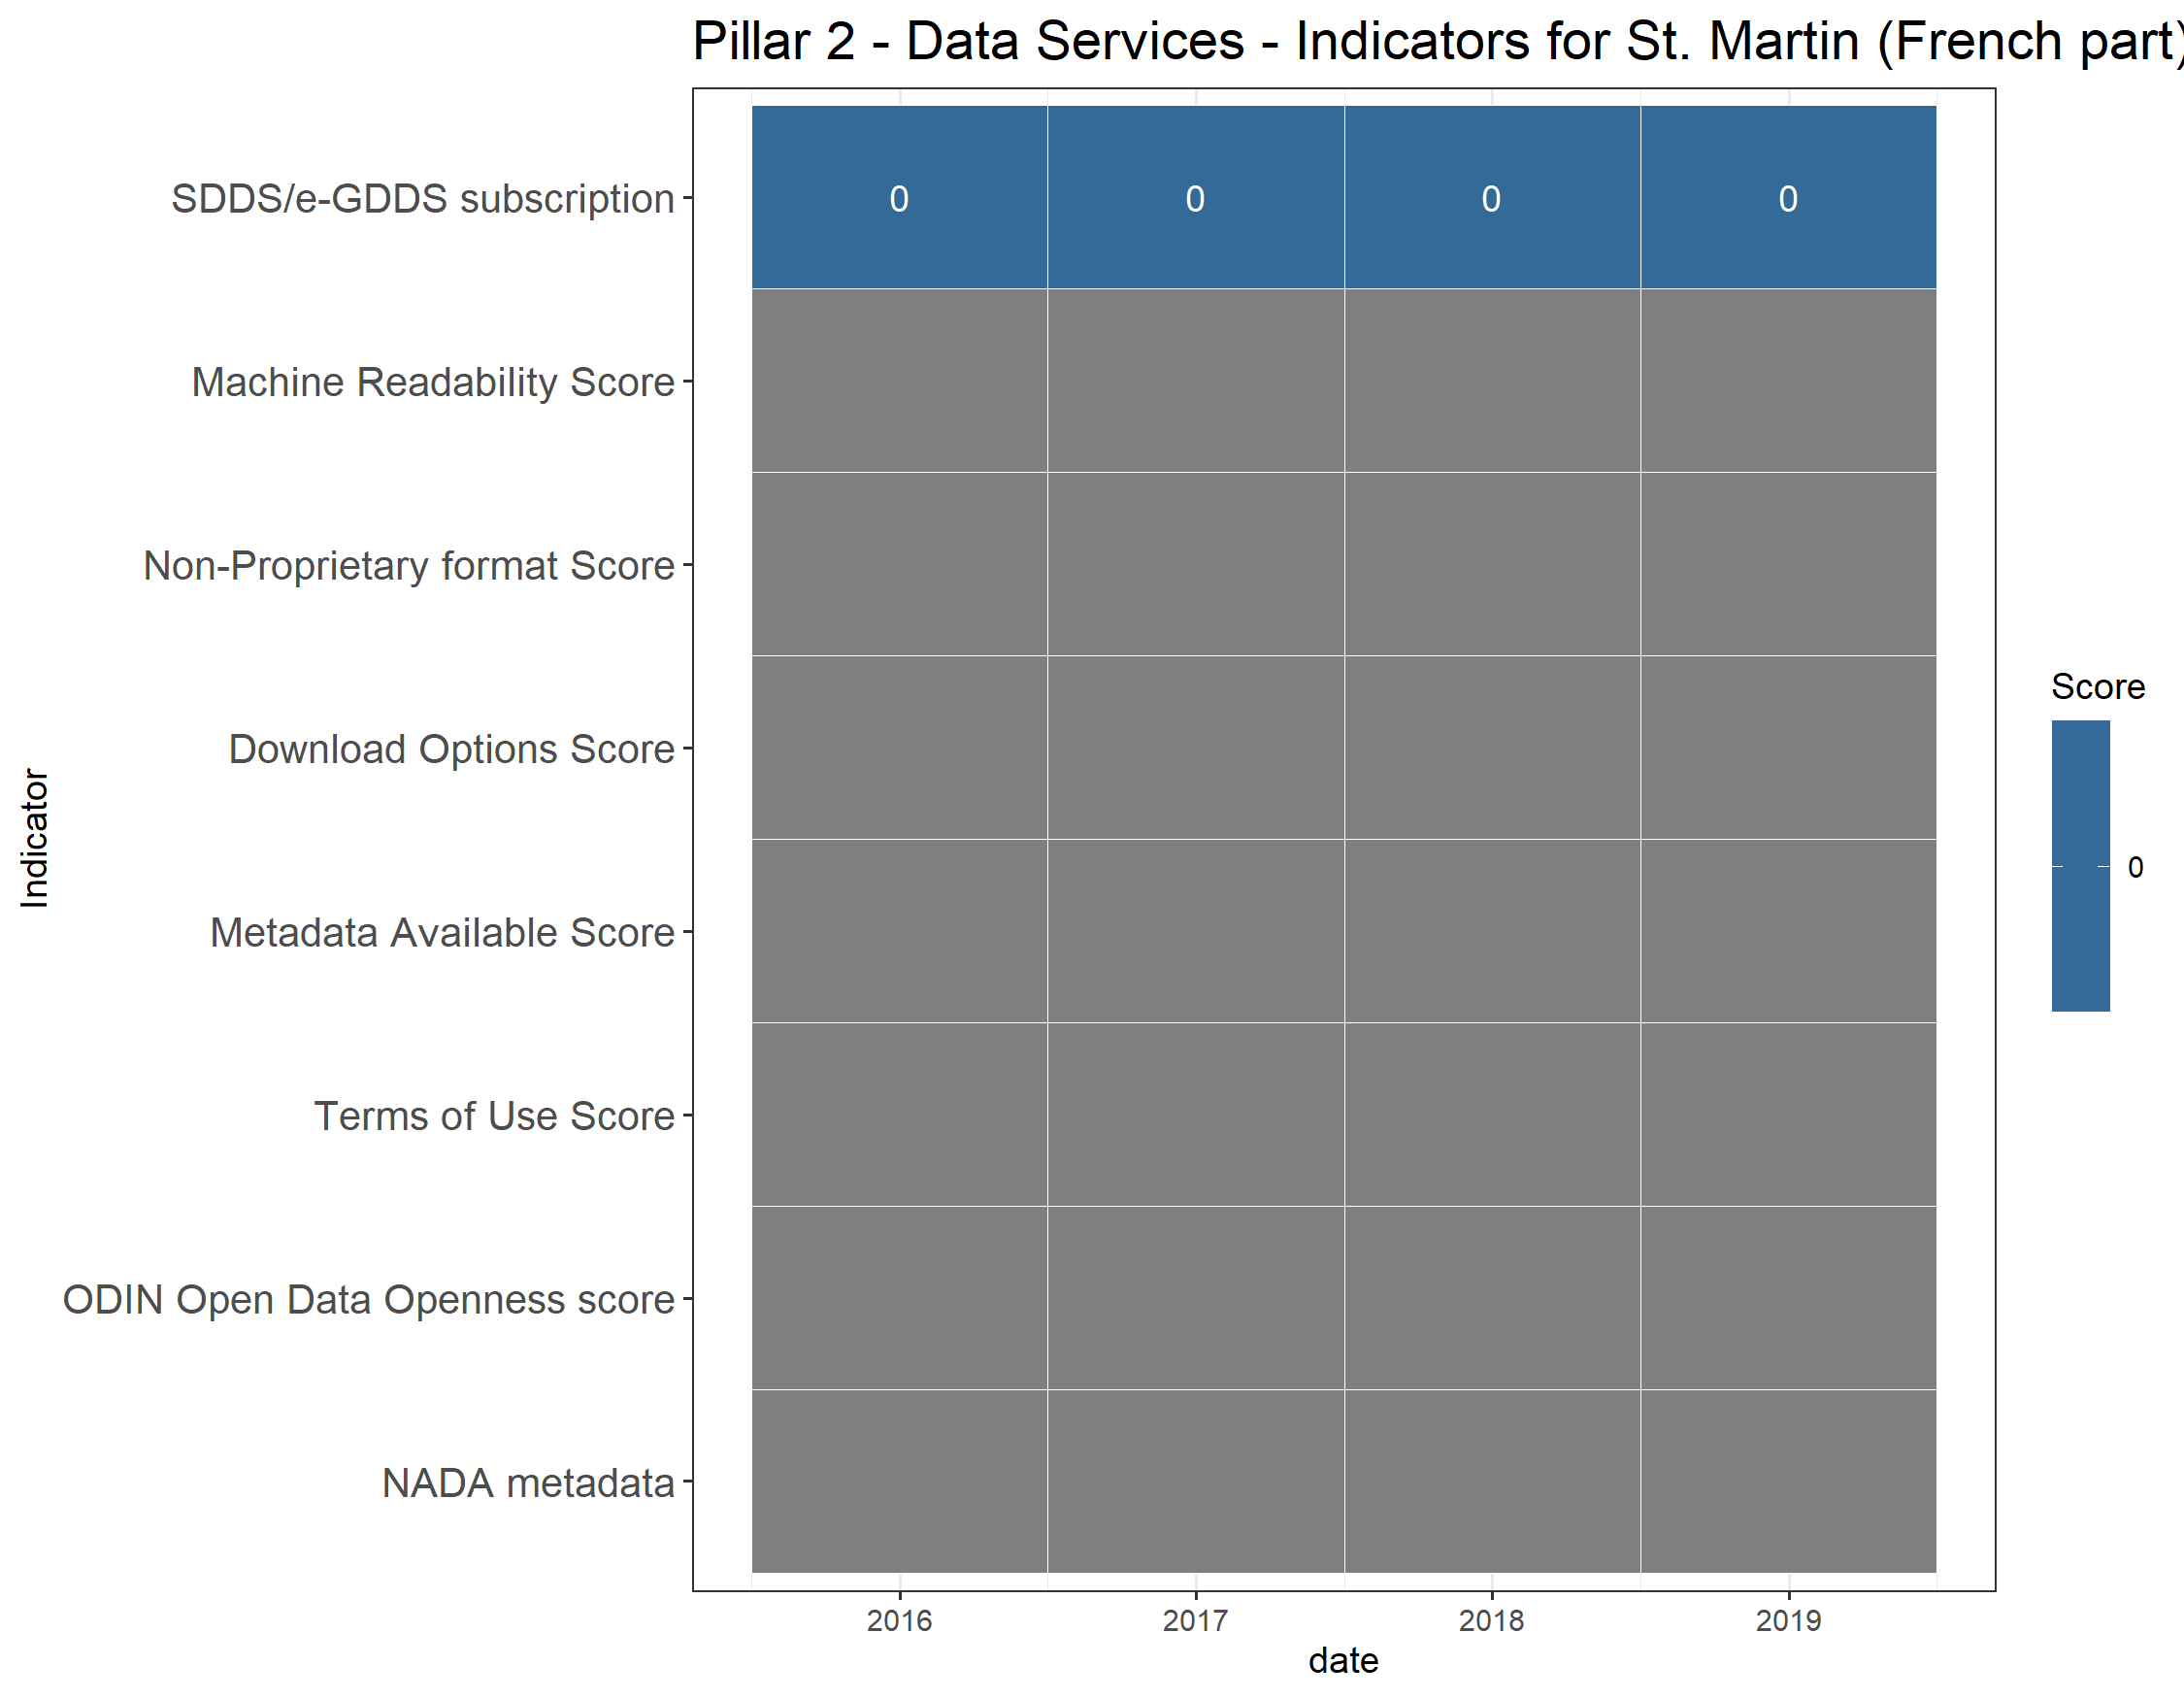 Pillar 2 - Data Services - Indicators for St. Martin (French part)
SDDS/e-GDDS subscription
0 0 0 0
Machine Readability Score
Non-Proprietary format Score
Download Options Score
Metadata Available Score
Terms of Use Score
ODIN Open Data Openness score
NADA metadata
Indicator
2016 2017 2018 2019
date
Score
0